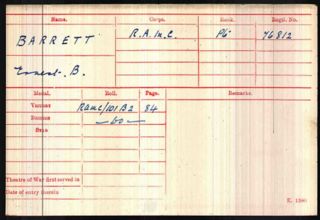 Name. Corps. Rank. Regtl. No.
BARRETT R.A.M.C. Pte 76812
Ernest. B.
Medal. Roll. Page. Remarks.
VICTORY RAMC/101B2 84
BRITISH —do—
STAR
Theatre of War first served in
Date of entry therein
K. 1380